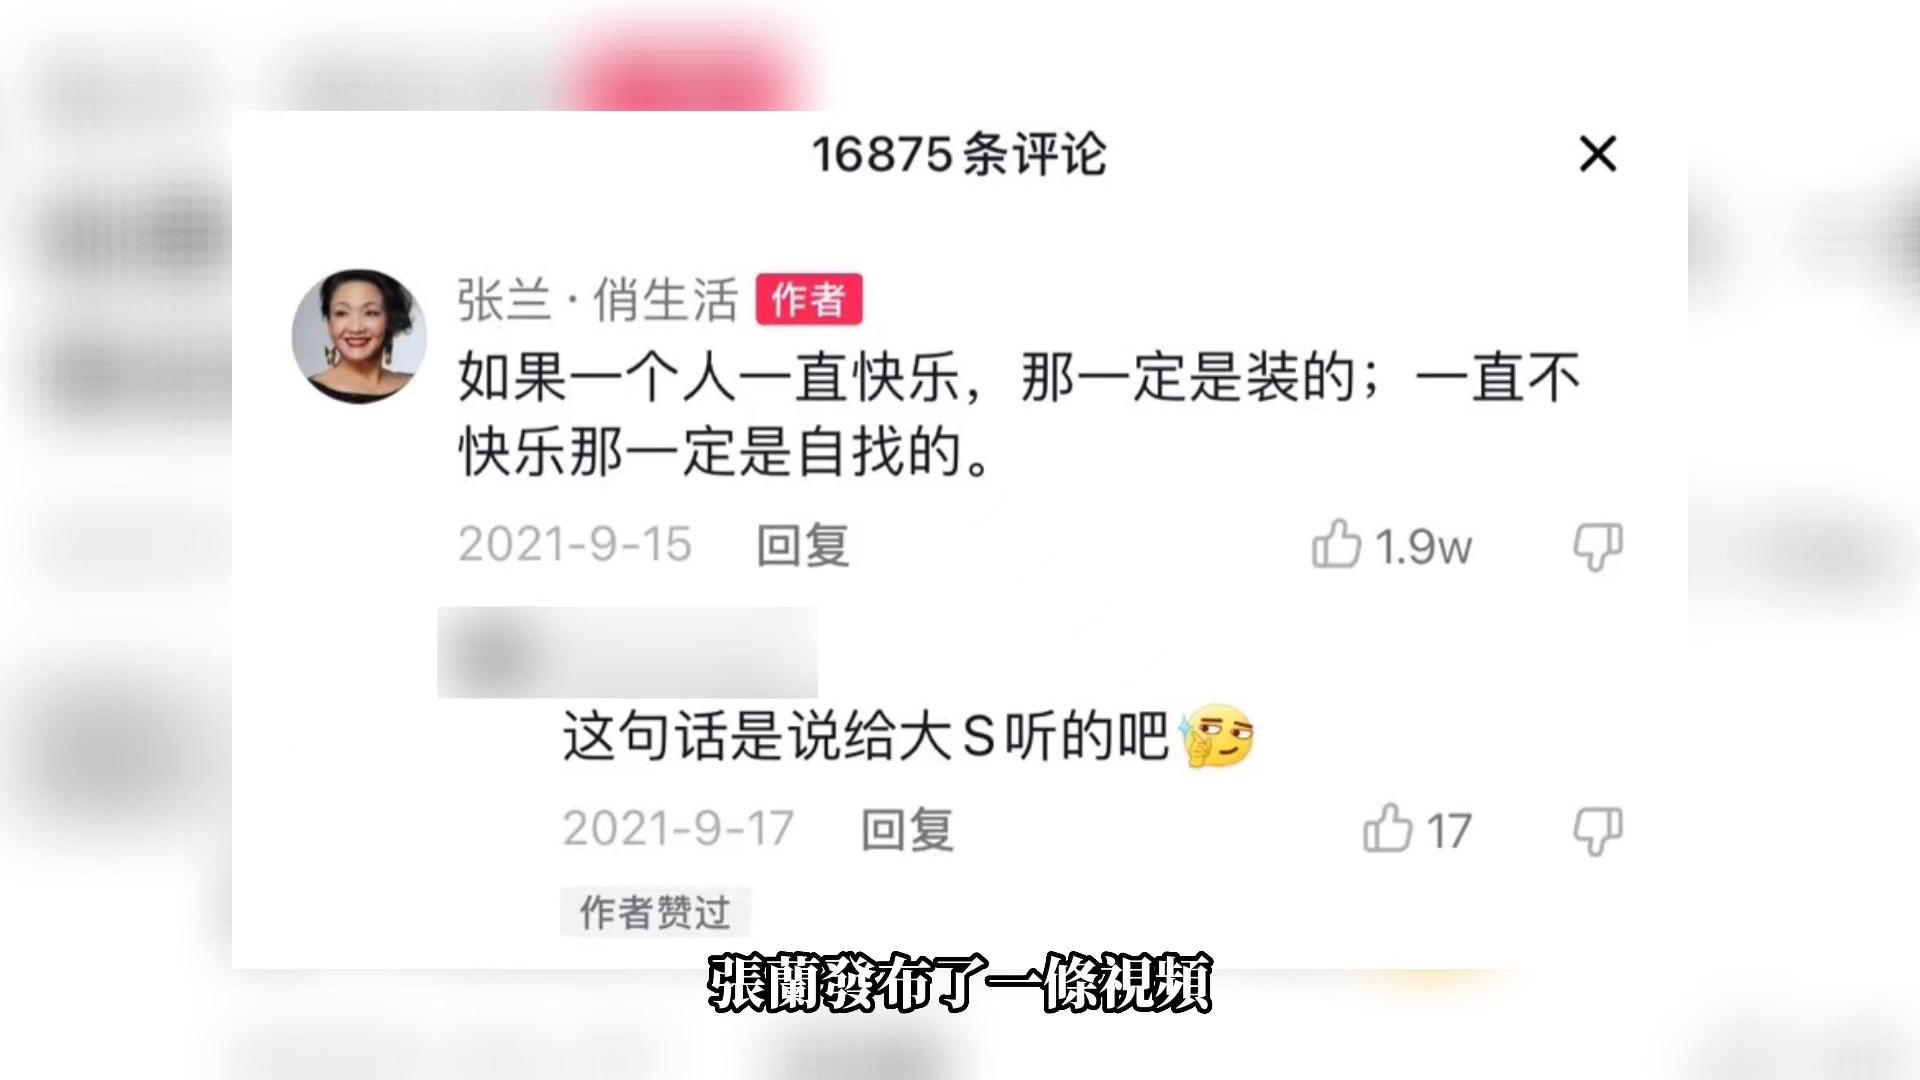 16875条评论
张兰·俏生活 作者
如果一个人一直快乐，那一定是装的；一直不
快乐那一定是自找的。
2021-9-15 回复 1.9w
这句话是说给大S听的吧
2021-9-17 回复 17
作者赞过
張蘭發布了一條視頻